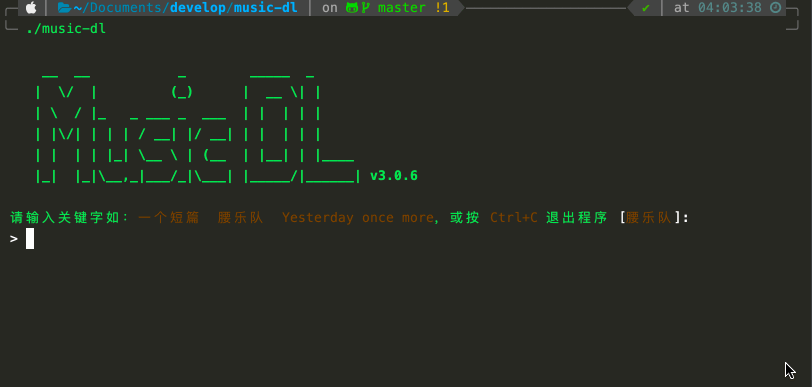 ~/Documents/develop/music-dl on master !1 ✔ at 04:03:38
./music-dl
 __  __           _        _____  _
|  \/  |         (_)      |  __ \| |
| \  / |_   _ ___ _  ___  | |  | | |
| |\/| | | | / __| |/ __| | |  | | |
| |  | | |_| \__ \ | (__  | |__| | |____
|_|  |_|\__,_|___/_|\___| |_____/|______| v3.0.6
请输入关键字如: 一个短篇 腰乐队 Yesterday once more, 或按 Ctrl+C 退出程序 [腰乐队]:
>